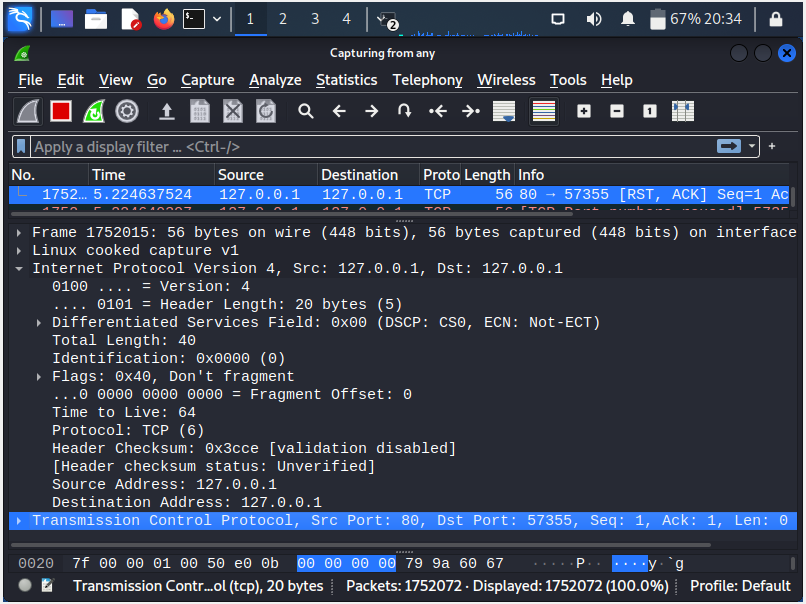 1 2 3 4 2 67% 20:34
Capturing from any
File Edit View Go Capture Analyze Statistics Telephony Wireless Tools Help
Apply a display filter ... <Ctrl-/>
No. Time Source Destination Proto Length Info
1752… 5.224637524 127.0.0.1 127.0.0.1 TCP 56 80 → 57355 [RST, ACK] Seq=1 Ac
Frame 1752015: 56 bytes on wire (448 bits), 56 bytes captured (448 bits) on interface
Linux cooked capture v1
Internet Protocol Version 4, Src: 127.0.0.1, Dst: 127.0.0.1
0100 .... = Version: 4
.... 0101 = Header Length: 20 bytes (5)
Differentiated Services Field: 0x00 (DSCP: CS0, ECN: Not-ECT)
Total Length: 40
Identification: 0x0000 (0)
Flags: 0x40, Don't fragment
...0 0000 0000 0000 = Fragment Offset: 0
Time to Live: 64
Protocol: TCP (6)
Header Checksum: 0x3cce [validation disabled]
[Header checksum status: Unverified]
Source Address: 127.0.0.1
Destination Address: 127.0.0.1
Transmission Control Protocol, Src Port: 80, Dst Port: 57355, Seq: 1, Ack: 1, Len: 0
0020 7f 00 00 01 00 50 e0 0b 00 00 00 00 79 9a 60 67 ·····P·· ····y·`g
Transmission Contr…ol (tcp), 20 bytes Packets: 1752072 · Displayed: 1752072 (100.0%) Profile: Default